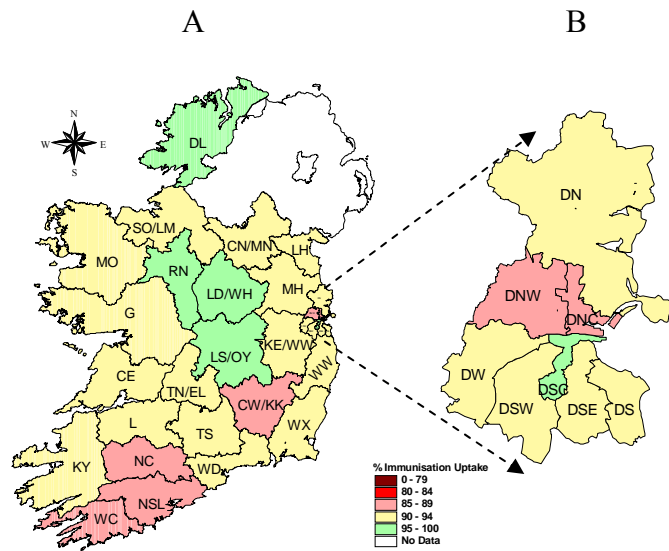 A B
N
W E
S
DL
DN
SO/LM
CN/MN
LH
MO
RN
LD/WH
MH
G
DNW
DNC
LS/OY
KE/WW
WW
CE
TN/EL
CW/KK
DW
DSW
DSC
DSE
DS
L
TS
WX
KY
NC
WD
NSL
WC
% Immunisation Uptake
0 - 79
80 - 84
85 - 89
90 - 94
95 - 100
No Data